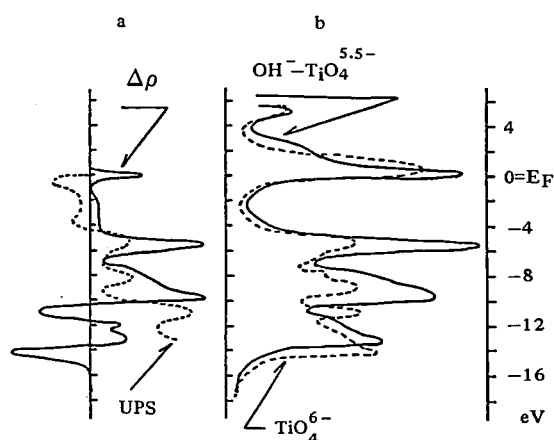 a
b
Δρ
OH⁻–TiO₄^5.5-
4
0=E_F
-4
-8
-12
-16
eV
UPS
TiO₄^6-